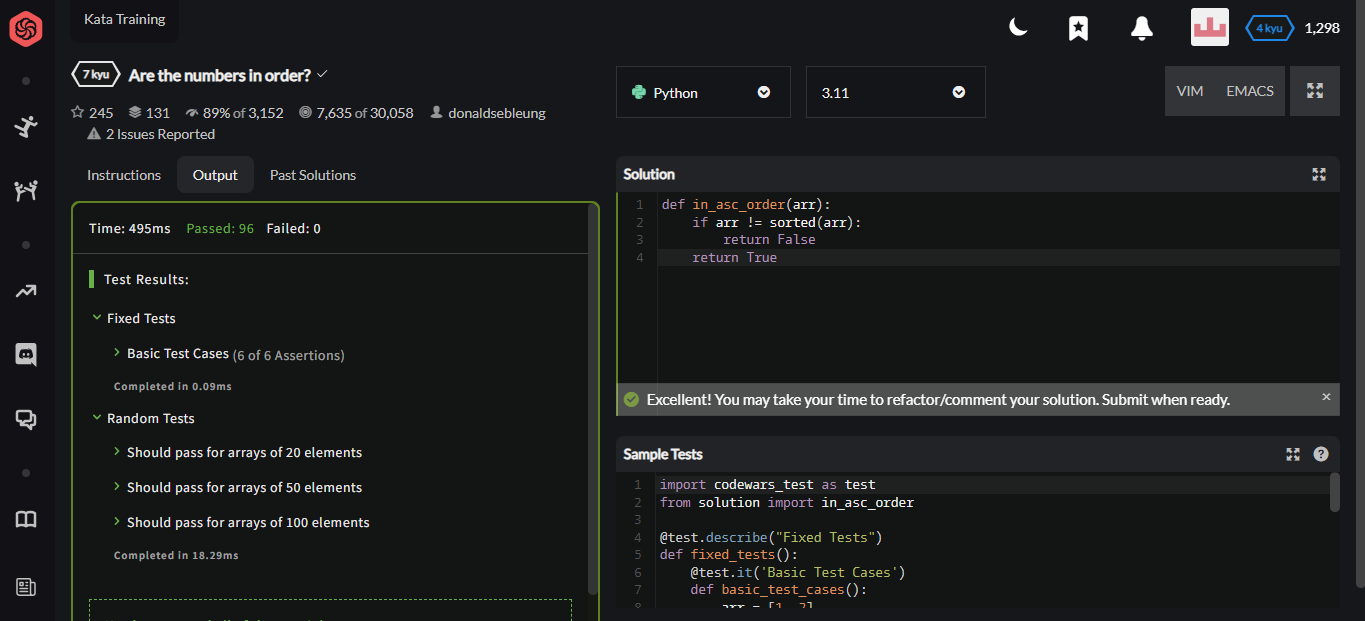 Kata Training
4 kyu
1,298
7 kyu
Are the numbers in order?
245
131
89% of 3,152
7,635 of 30,058
donaldsebleung
2 Issues Reported
Python
3.11
VIM
EMACS
Instructions
Output
Past Solutions
Time: 495ms Passed: 96 Failed: 0
Test Results:
Fixed Tests
Basic Test Cases (6 of 6 Assertions)
Completed in 0.09ms
Random Tests
Should pass for arrays of 20 elements
Should pass for arrays of 50 elements
Should pass for arrays of 100 elements
Completed in 18.29ms
Solution
1 def in_asc_order(arr):
2 if arr != sorted(arr):
3 return False
4 return True
Excellent! You may take your time to refactor/comment your solution. Submit when ready.
Sample Tests
1 import codewars_test as test
2 from solution import in_asc_order
3
4 @test.describe("Fixed Tests")
5 def fixed_tests():
6 @test.it('Basic Test Cases')
7 def basic_test_cases():
8 arr = [1, 2]